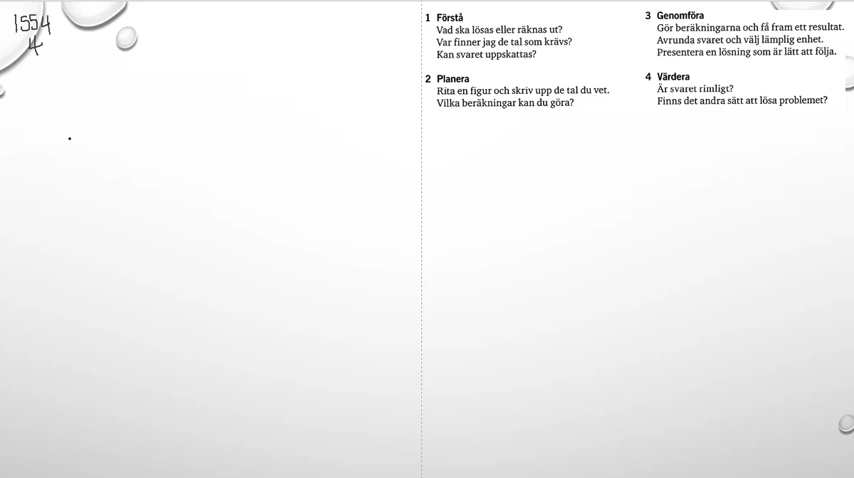 1554
4
1 Förstå
Vad ska lösas eller räknas ut?
Var finner jag de tal som krävs?
Kan svaret uppskattas?
2 Planera
Rita en figur och skriv upp de tal du vet.
Vilka beräkningar kan du göra?
3 Genomföra
Gör beräkningarna och få fram ett resultat.
Avrunda svaret och välj lämplig enhet.
Presentera en lösning som är lätt att följa.
4 Värdera
Är svaret rimligt?
Finns det andra sätt att lösa problemet?